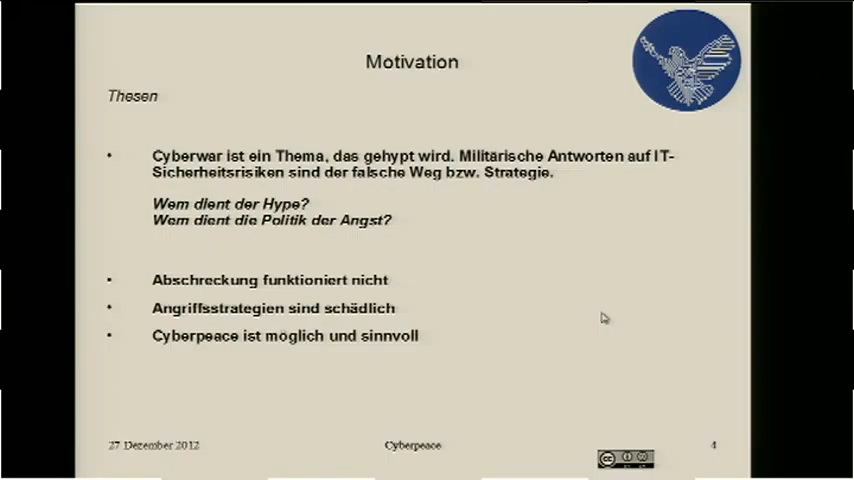 Motivation
Thesen
• Cyberwar ist ein Thema, das gehypt wird. Militärische Antworten auf IT-
Sicherheitsrisiken sind der falsche Weg bzw. Strategie.
Wem dient der Hype?
Wem dient die Politik der Angst?
• Abschreckung funktioniert nicht
• Angriffsstrategien sind schädlich
• Cyberpeace ist möglich und sinnvoll
27 Dezember 2012
Cyberpeace
4